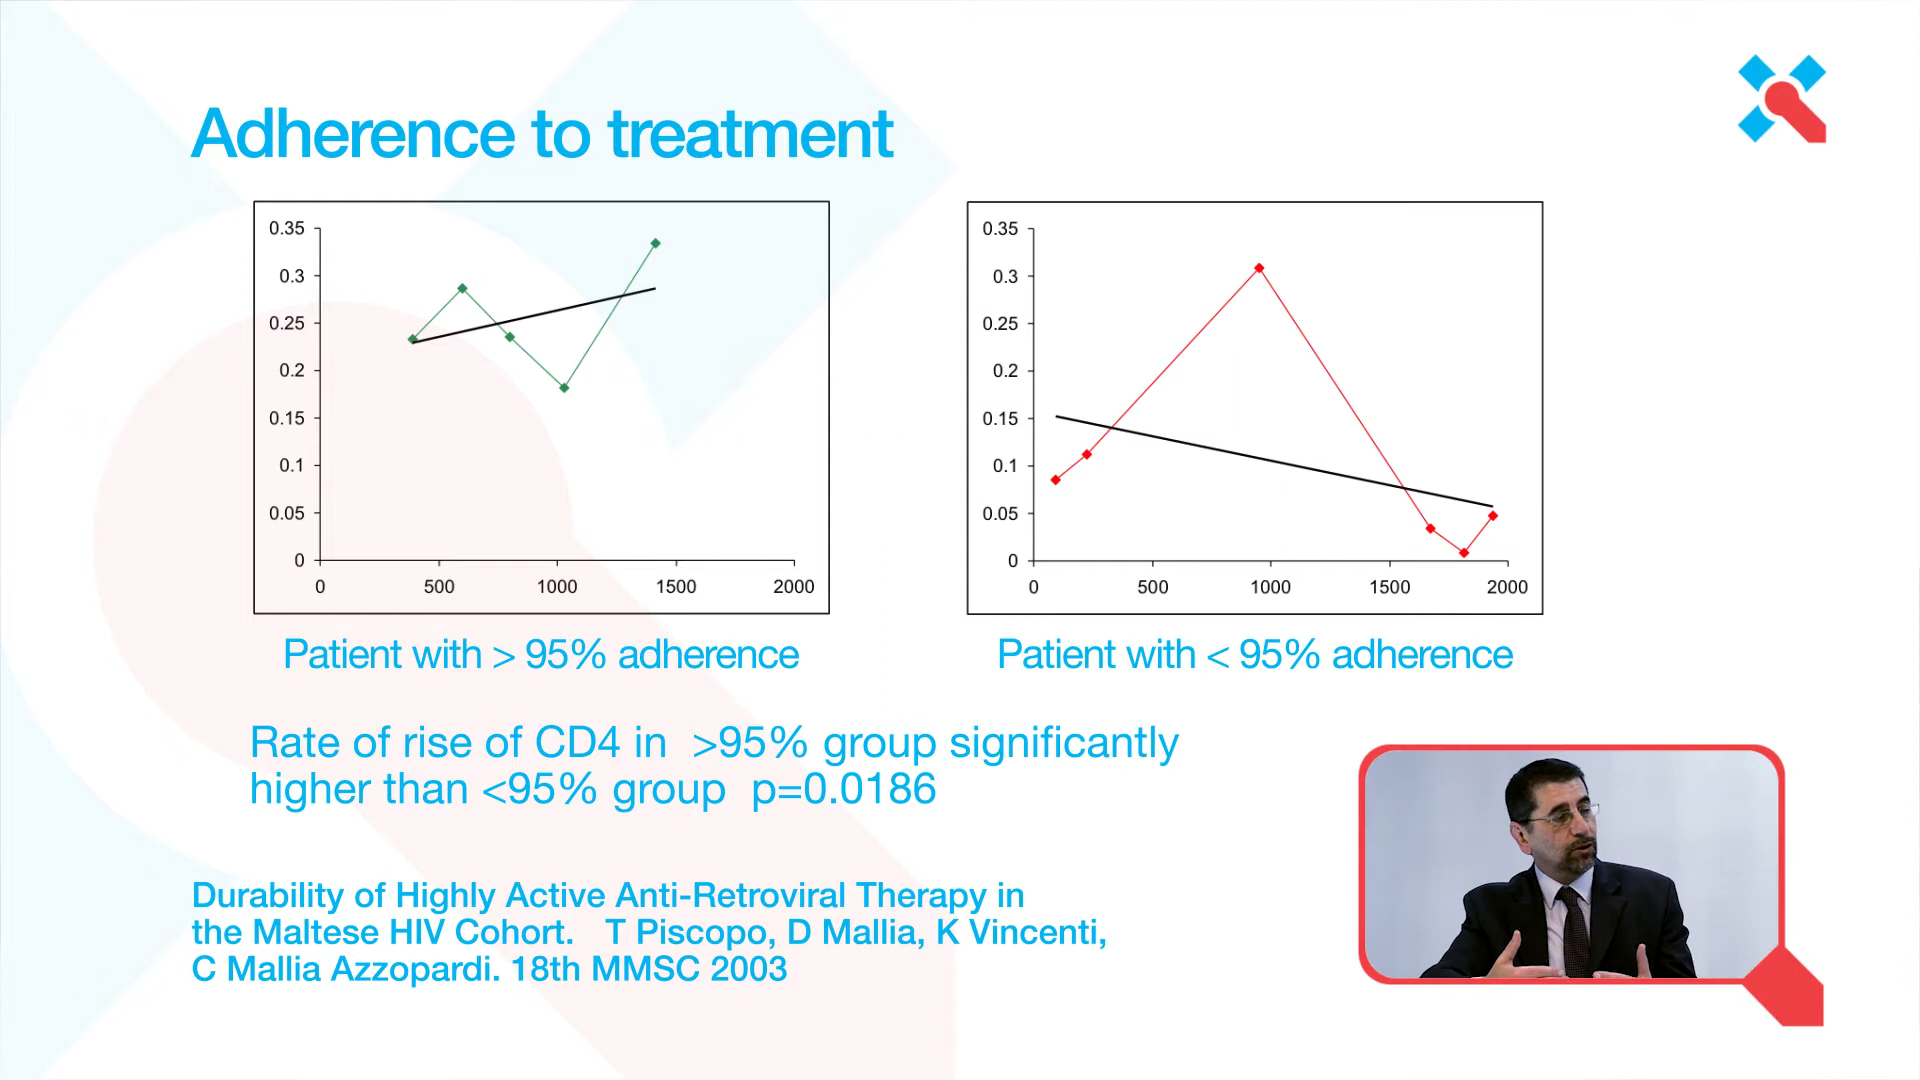 Adherence to treatment
0.35
0.3
0.25
0.2
0.15
0.1
0.05
0
0 500 1000 1500 2000
Patient with > 95% adherence
0.35
0.3
0.25
0.2
0.15
0.1
0.05
0
0 500 1000 1500 2000
Patient with < 95% adherence
Rate of rise of CD4 in >95% group significantly
higher than <95% group p=0.0186
Durability of Highly Active Anti-Retroviral Therapy in
the Maltese HIV Cohort. T Piscopo, D Mallia, K Vincenti,
C Mallia Azzopardi. 18th MMSC 2003